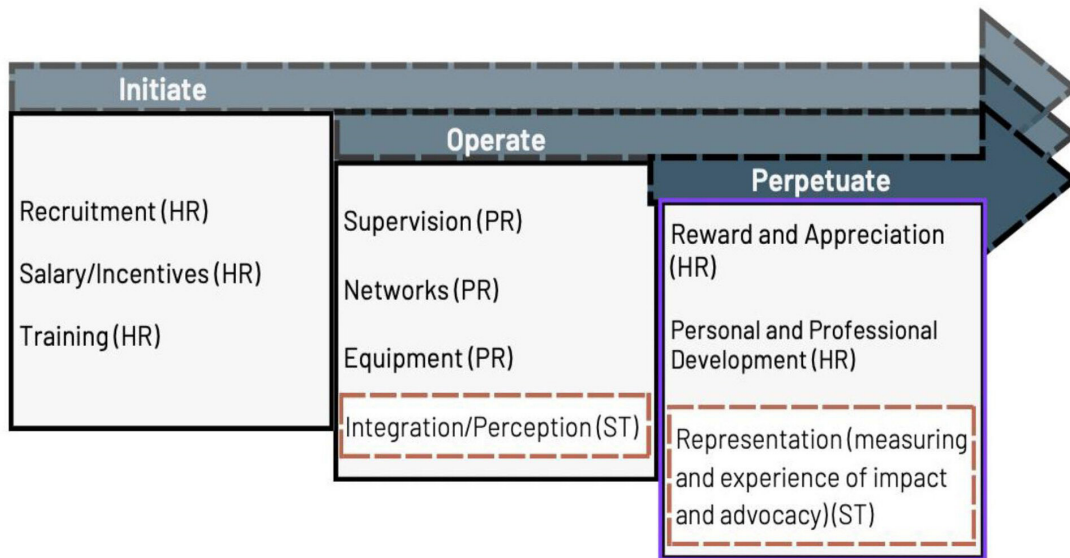 Initiate
Recruitment (HR)
Salary/Incentives (HR)
Training (HR)
Operate
Supervision (PR)
Networks (PR)
Equipment (PR)
Integration/Perception (ST)
Perpetuate
Reward and Appreciation
(HR)
Personal and Professional
Development (HR)
Representation (measuring
and experience of impact
and advocacy) (ST)